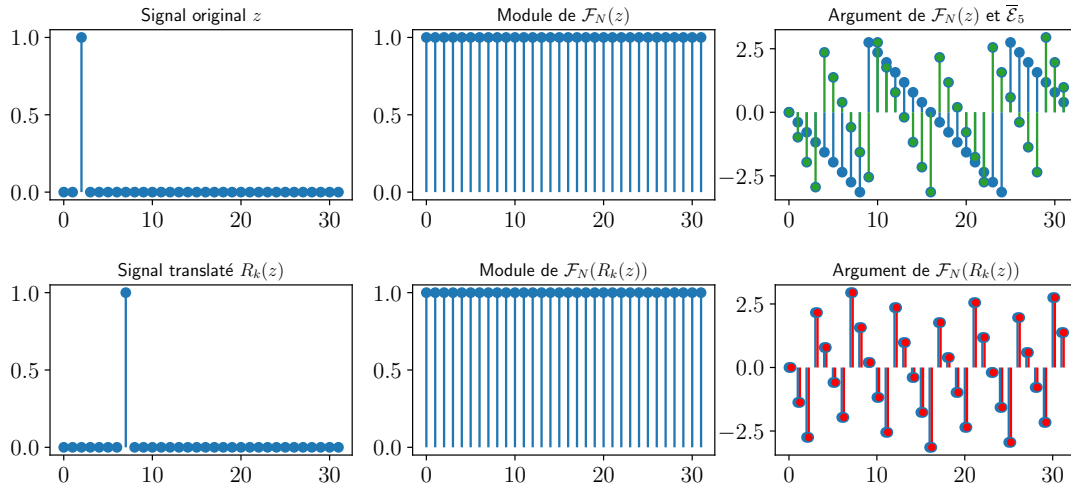 Signal original z
Module de F_N(z)
Argument de F_N(z) et Ē_5
1.0
0.5
0.0
0 10 20 30
1.0
0.5
0.0
0 10 20 30
2.5
0.0
−2.5
0 10 20 30
Signal translaté R_k(z)
Module de F_N(R_k(z))
Argument de F_N(R_k(z))
1.0
0.5
0.0
0 10 20 30
1.0
0.5
0.0
0 10 20 30
2.5
0.0
−2.5
0 10 20 30